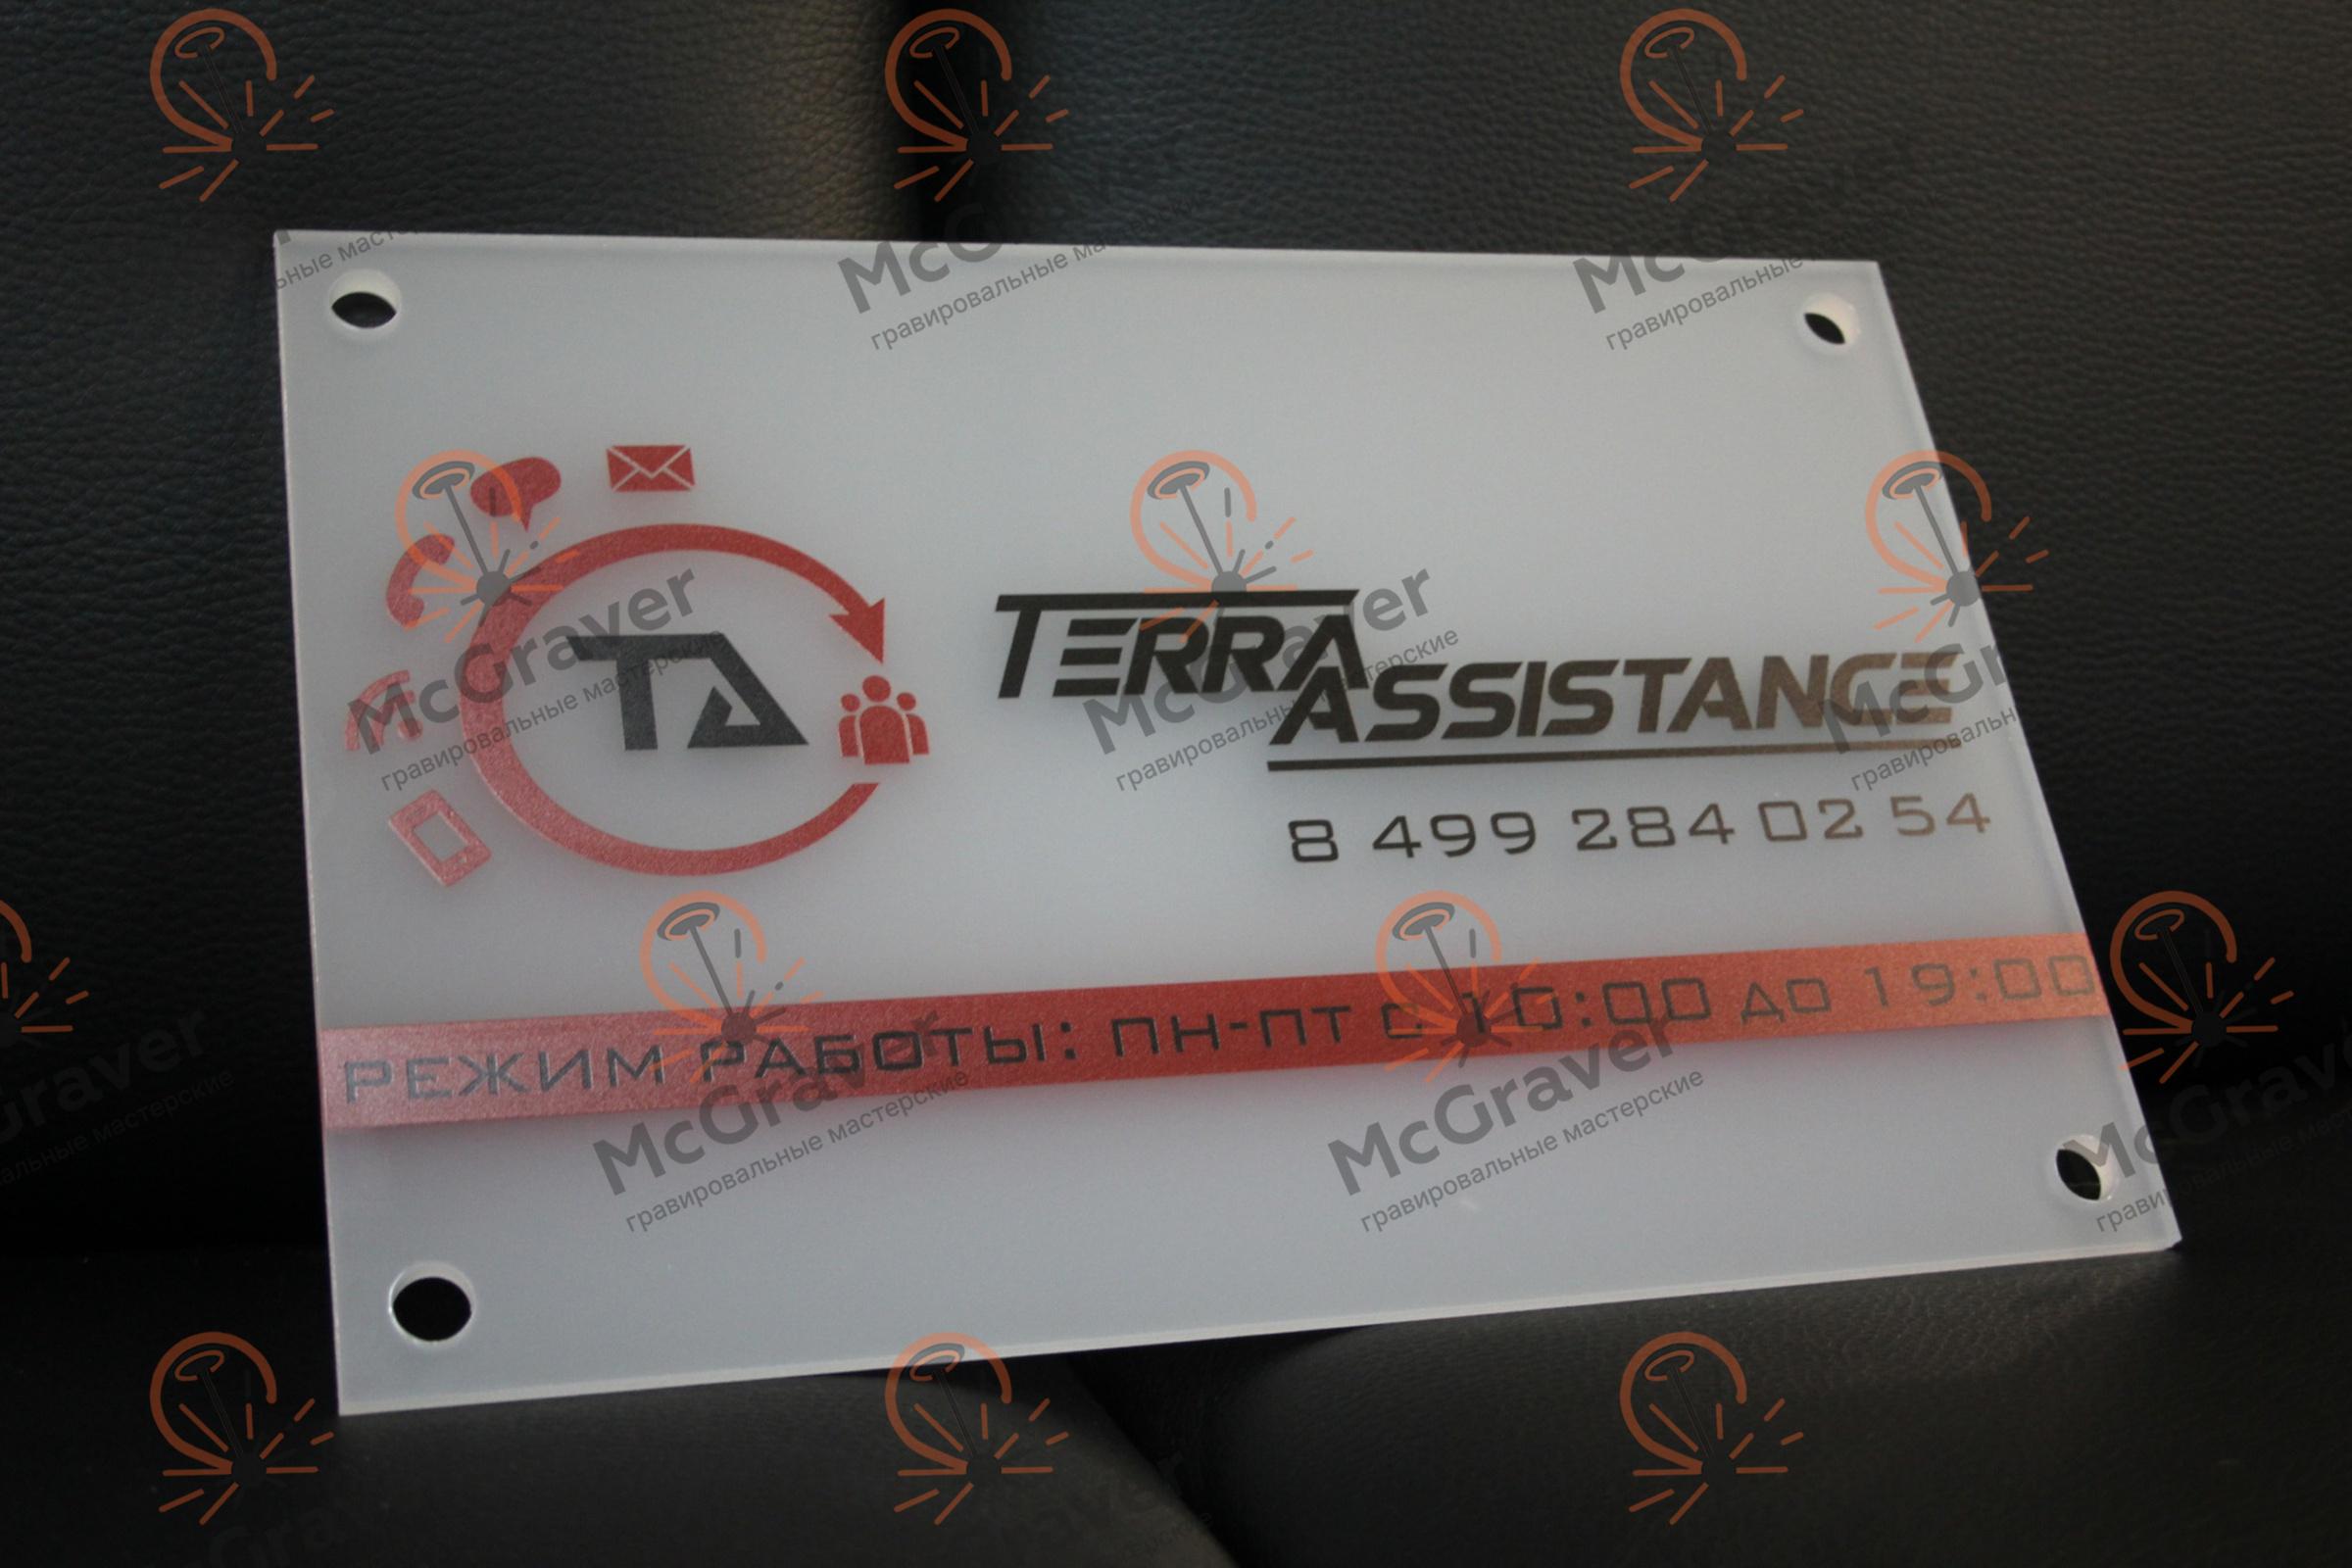 TA
TERRA
ASSISTANCE
8 499 284 02 54
РЕЖИМ РАБОТЫ: ПН-ПТ С 10:00 ДО 19:00
McGraver
гравировальные мастерские